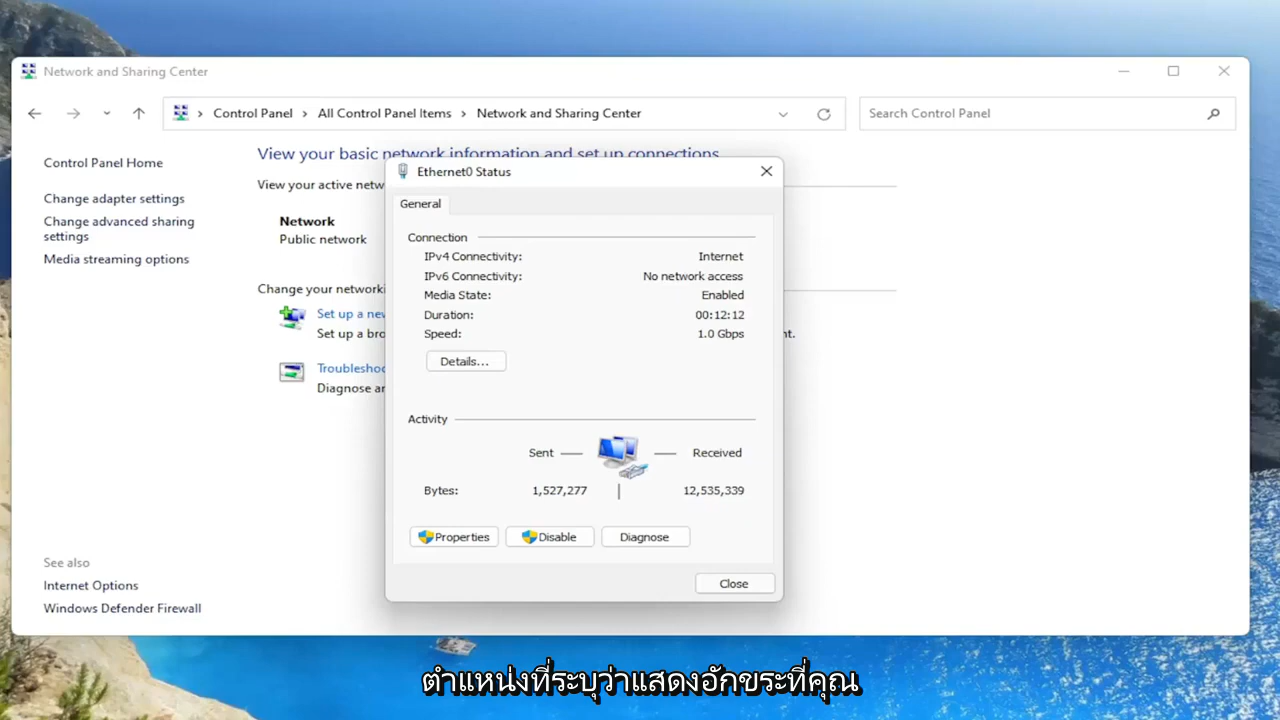 Network and Sharing Center
Control Panel
All Control Panel Items
Network and Sharing Center
Search Control Panel
Control Panel Home
Change adapter settings
Change advanced sharing
settings
Media streaming options
See also
Internet Options
Windows Defender Firewall
View your basic network information and set up connections
View your active netw
Network
Public network
Change your networki
Set up a new
Set up a bro
nt.
Troubleshoo
Diagnose an
Ethernet0 Status
General
Connection
IPv4 Connectivity: Internet
IPv6 Connectivity: No network access
Media State: Enabled
Duration: 00:12:12
Speed: 1.0 Gbps
Details...
Activity
Sent Received
Bytes: 1,527,277 12,535,339
Properties Disable Diagnose
Close
ตำแหน่งที่ระบุว่าแสดงอักขระที่คุณ